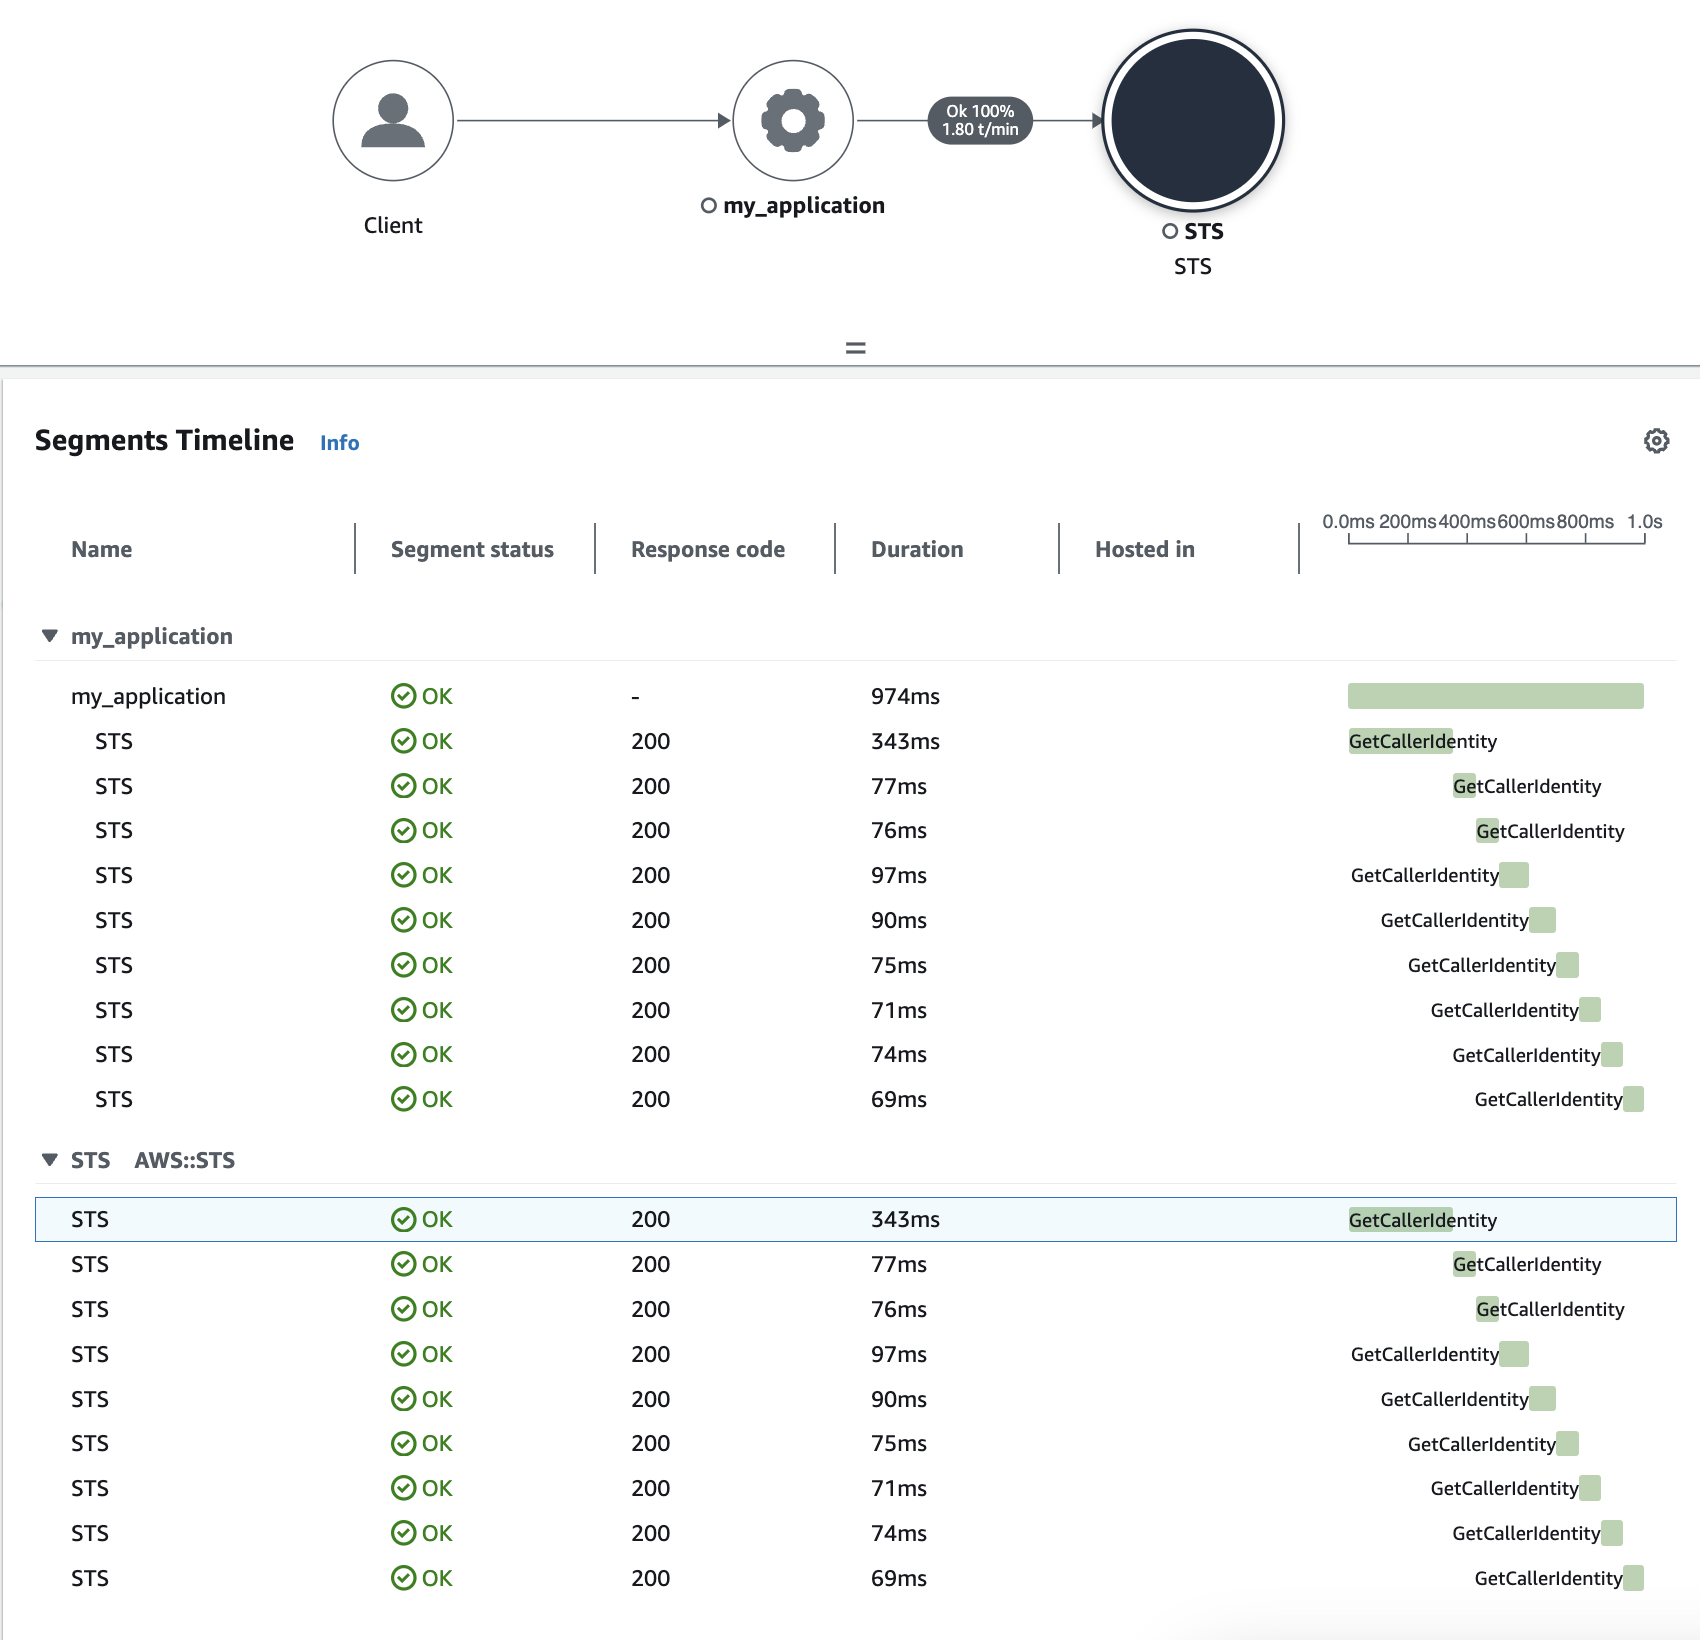 Ok 100%
1.80 t/min
Client
my_application
STS
STS
Segments Timeline Info
0.0ms 200ms 400ms 600ms 800ms 1.0s
Name Segment status Response code Duration Hosted in
my_application
my_application OK - 974ms
STS OK 200 343ms GetCallerIdentity
STS OK 200 77ms GetCallerIdentity
STS OK 200 76ms GetCallerIdentity
STS OK 200 97ms GetCallerIdentity
STS OK 200 90ms GetCallerIdentity
STS OK 200 75ms GetCallerIdentity
STS OK 200 71ms GetCallerIdentity
STS OK 200 74ms GetCallerIdentity
STS OK 200 69ms GetCallerIdentity
STS AWS::STS
STS OK 200 343ms GetCallerIdentity
STS OK 200 77ms GetCallerIdentity
STS OK 200 76ms GetCallerIdentity
STS OK 200 97ms GetCallerIdentity
STS OK 200 90ms GetCallerIdentity
STS OK 200 75ms GetCallerIdentity
STS OK 200 71ms GetCallerIdentity
STS OK 200 74ms GetCallerIdentity
STS OK 200 69ms GetCallerIdentity